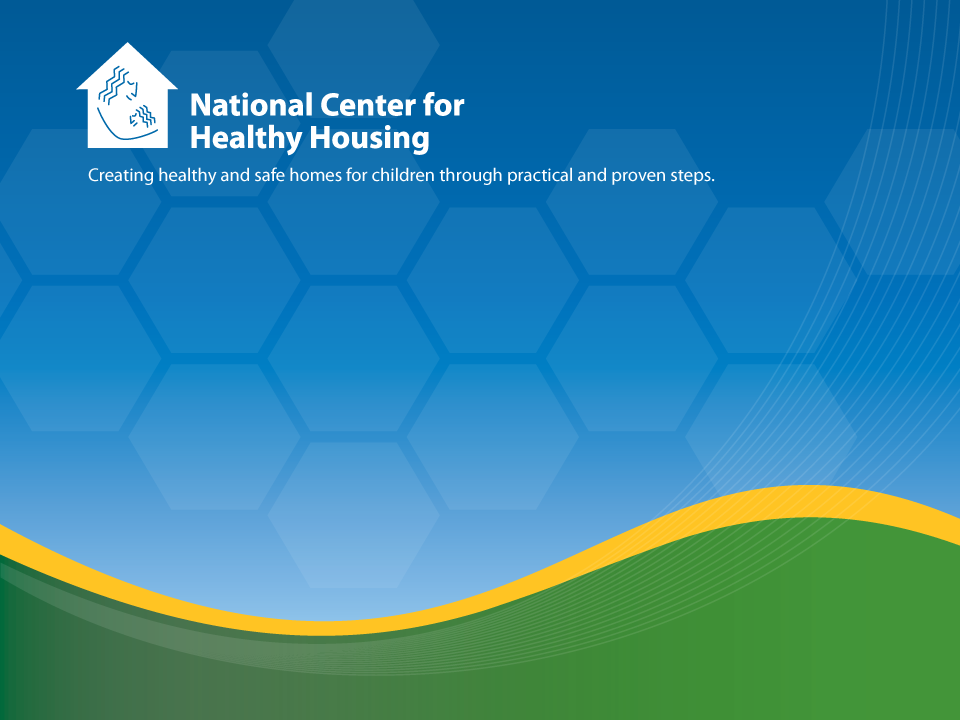 National Center for
Healthy Housing
Creating healthy and safe homes for children through practical and proven steps.